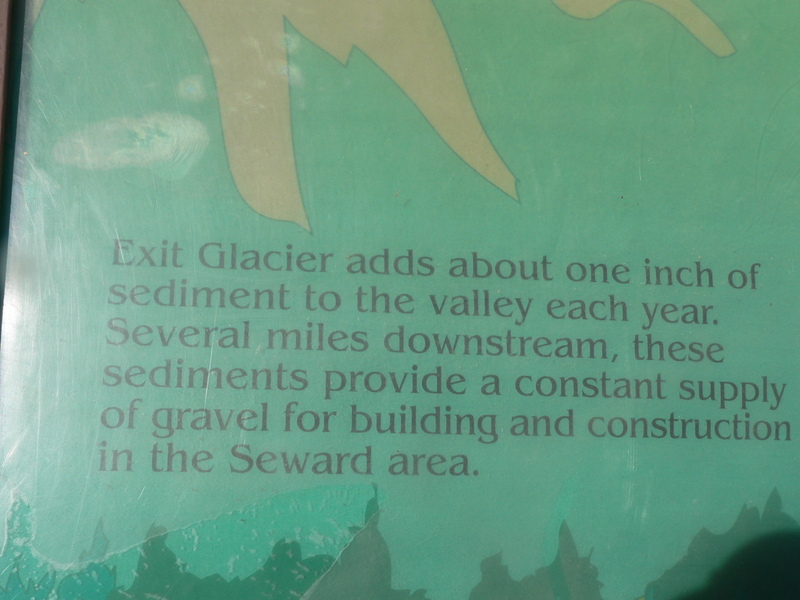 Exit Glacier adds about one inch of
sediment to the valley each year.
Several miles downstream, these
sediments provide a constant supply
of gravel for building and construction
in the Seward area.